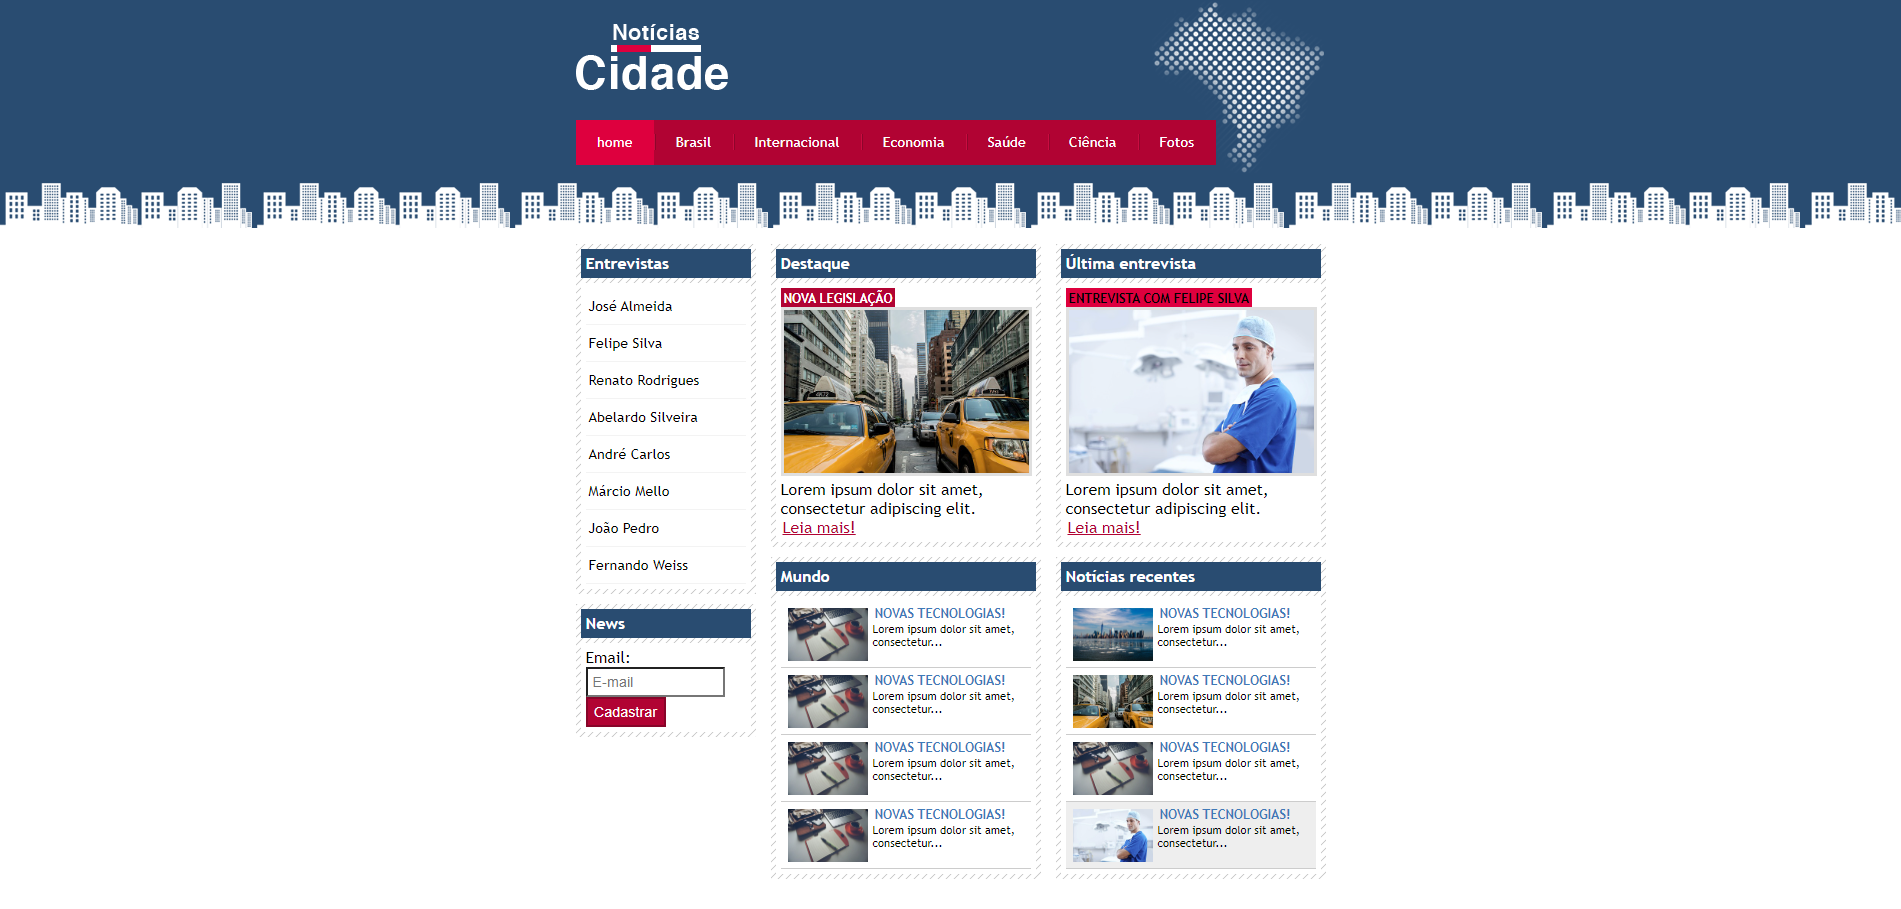 Notícias
Cidade
home
Brasil
Internacional
Economia
Saúde
Ciência
Fotos
Entrevistas
José Almeida
Felipe Silva
Renato Rodrigues
Abelardo Silveira
André Carlos
Márcio Mello
João Pedro
Fernando Weiss
News
Email:
E-mail
Cadastrar
Destaque
NOVA LEGISLAÇÃO
Lorem ipsum dolor sit amet,
consectetur adipiscing elit.
Leia mais!
Última entrevista
ENTREVISTA COM FELIPE SILVA
Lorem ipsum dolor sit amet,
consectetur adipiscing elit.
Leia mais!
Mundo
NOVAS TECNOLOGIAS!
Lorem ipsum dolor sit amet,
consectetur...
NOVAS TECNOLOGIAS!
Lorem ipsum dolor sit amet,
consectetur...
NOVAS TECNOLOGIAS!
Lorem ipsum dolor sit amet,
consectetur...
NOVAS TECNOLOGIAS!
Lorem ipsum dolor sit amet,
consectetur...
Notícias recentes
NOVAS TECNOLOGIAS!
Lorem ipsum dolor sit amet,
consectetur...
NOVAS TECNOLOGIAS!
Lorem ipsum dolor sit amet,
consectetur...
NOVAS TECNOLOGIAS!
Lorem ipsum dolor sit amet,
consectetur...
NOVAS TECNOLOGIAS!
Lorem ipsum dolor sit amet,
consectetur...